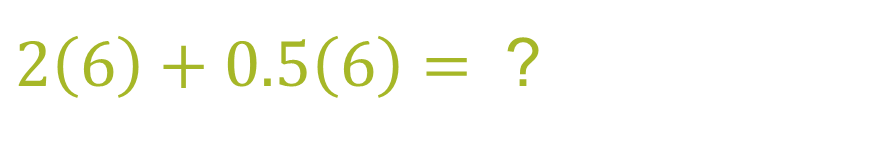 2(6) + 0.5(6) = ?